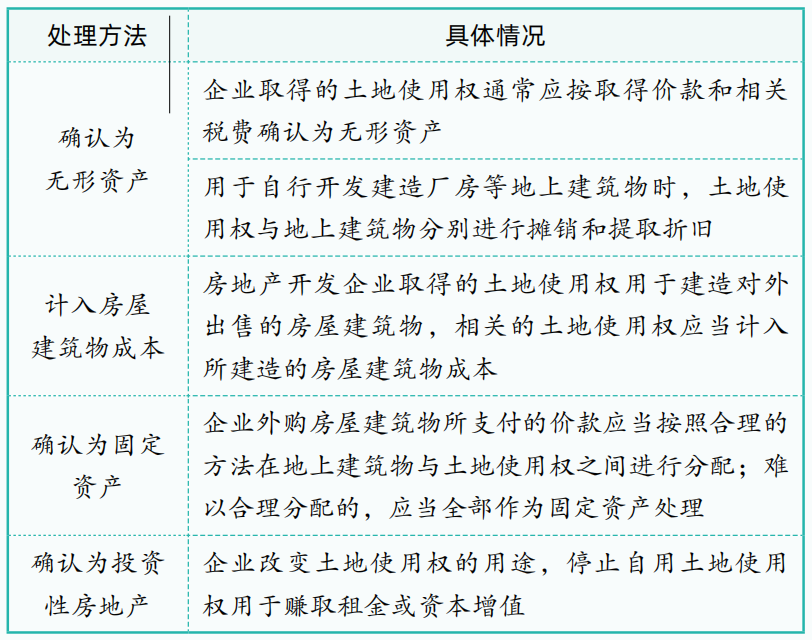 处理方法
具体情况
确认为
无形资产
企业取得的土地使用权通常应按取得价款和相关
税费确认为无形资产
用于自行开发建造厂房等地上建筑物时，土地使
用权与地上建筑物分别进行摊销和提取折旧
计入房屋
建筑物成本
房地产开发企业取得的土地使用权用于建造对外
出售的房屋建筑物，相关的土地使用权应当计入
所建造的房屋建筑物成本
确认为固定
资产
企业外购房屋建筑物所支付的价款应当按照合理的
方法在地上建筑物与土地使用权之间进行分配；难
以合理分配的，应当全部作为固定资产处理
确认为投资
性房地产
企业改变土地使用权的用途，停止自用土地使用
权用于赚取租金或资本增值